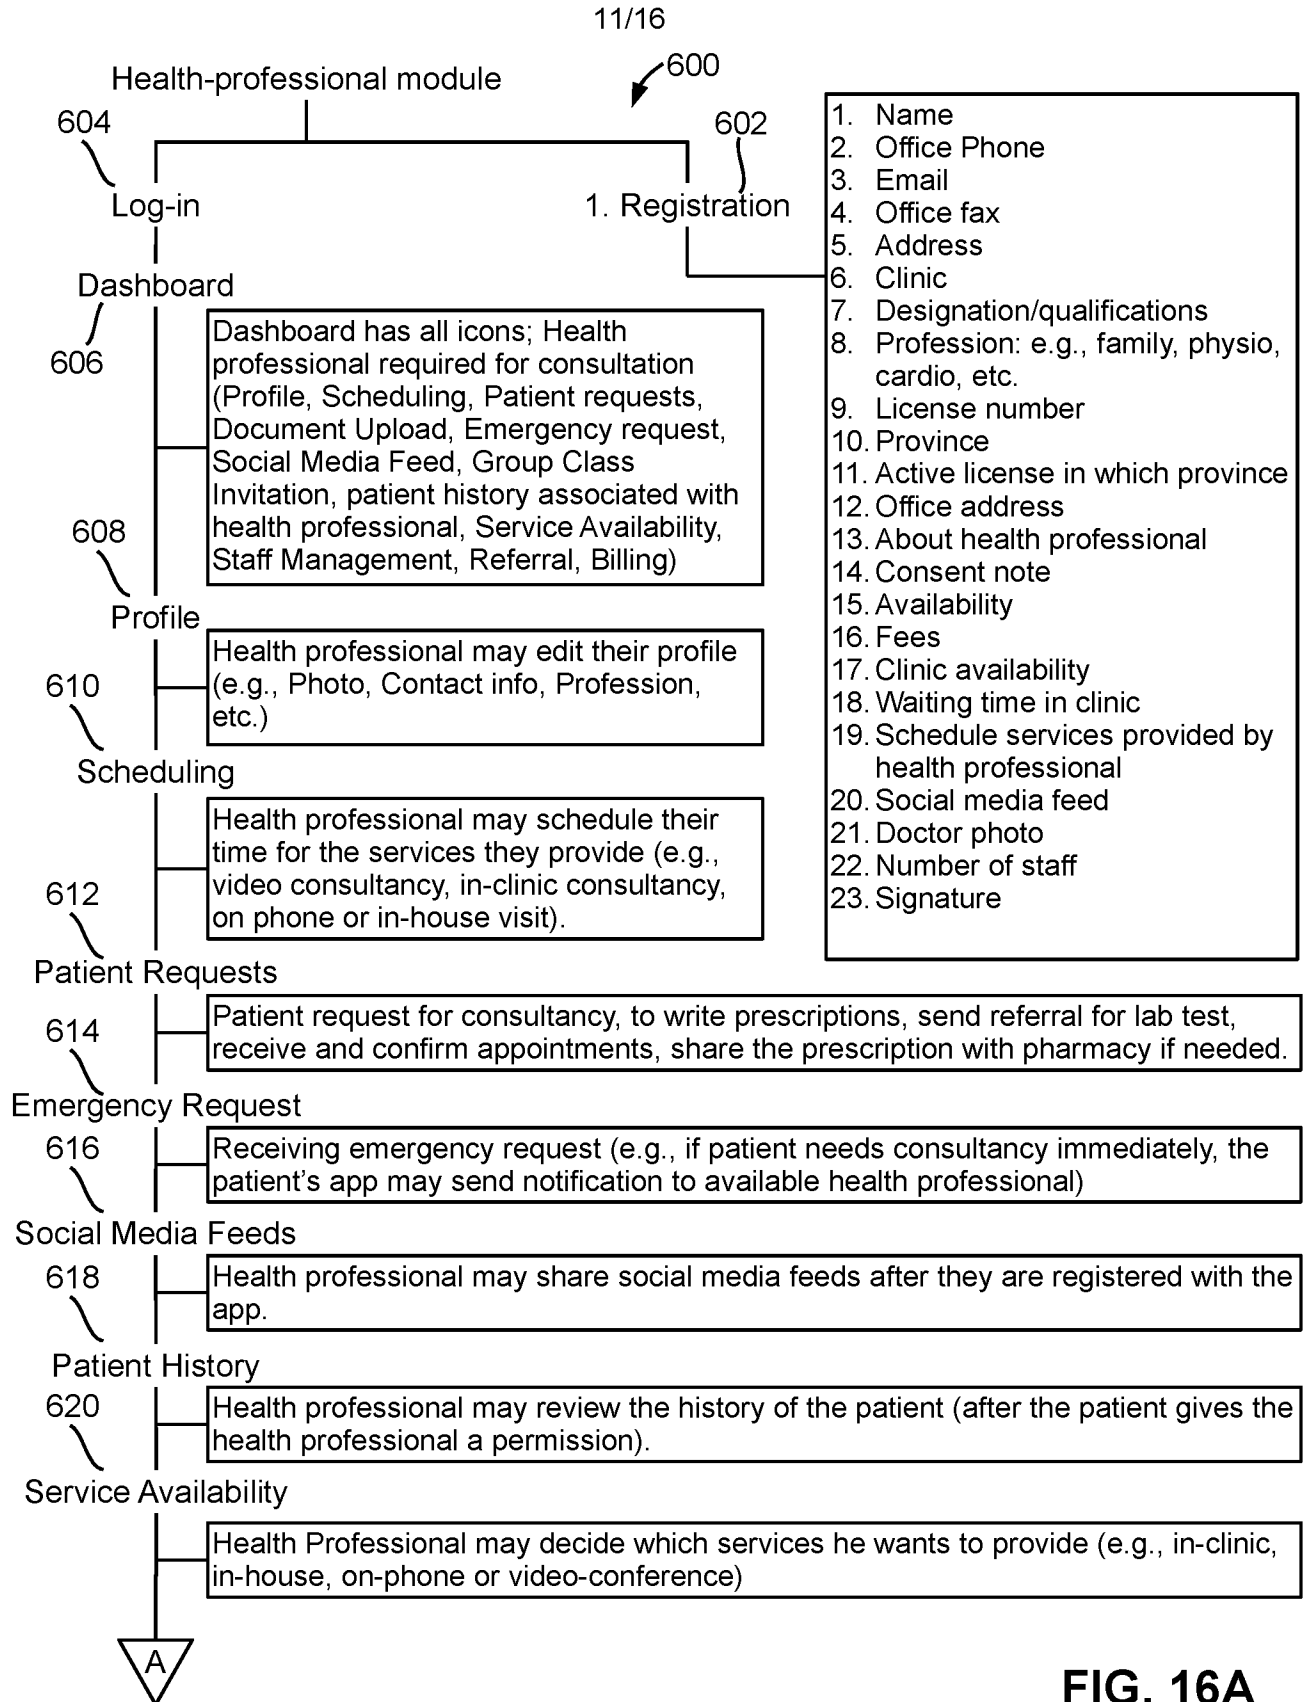 11/16
Health-professional module
600
604
602
Log-in
1. Registration
1. Name
2. Office Phone
3. Email
4. Office fax
5. Address
6. Clinic
7. Designation/qualifications
8. Profession: e.g., family, physio,
cardio, etc.
9. License number
10. Province
11. Active license in which province
12. Office address
13. About health professional
14. Consent note
15. Availability
16. Fees
17. Clinic availability
18. Waiting time in clinic
19. Schedule services provided by
health professional
20. Social media feed
21. Doctor photo
22. Number of staff
23. Signature
Dashboard
606
Dashboard has all icons; Health
professional required for consultation
(Profile, Scheduling, Patient requests,
Document Upload, Emergency request,
Social Media Feed, Group Class
Invitation, patient history associated with
health professional, Service Availability,
Staff Management, Referral, Billing)
608
Profile
Health professional may edit their profile
(e.g., Photo, Contact info, Profession,
etc.)
610
Scheduling
Health professional may schedule their
time for the services they provide (e.g.,
video consultancy, in-clinic consultancy,
on phone or in-house visit).
612
Patient Requests
Patient request for consultancy, to write prescriptions, send referral for lab test,
receive and confirm appointments, share the prescription with pharmacy if needed.
614
Emergency Request
Receiving emergency request (e.g., if patient needs consultancy immediately, the
patient's app may send notification to available health professional)
616
Social Media Feeds
Health professional may share social media feeds after they are registered with the
app.
618
Patient History
Health professional may review the history of the patient (after the patient gives the
health professional a permission).
620
Service Availability
Health Professional may decide which services he wants to provide (e.g., in-clinic,
in-house, on-phone or video-conference)
A
FIG. 16A